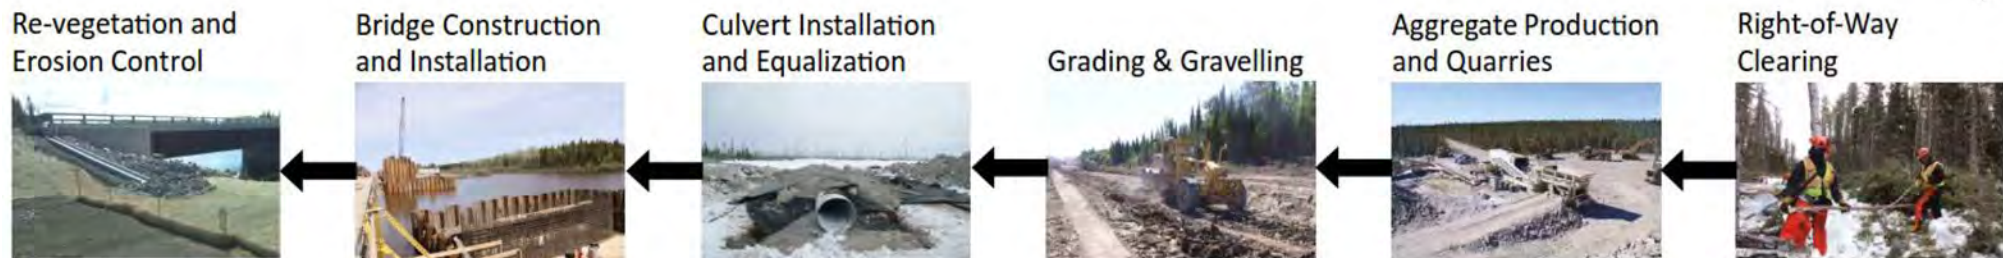 Re-vegetation and
Erosion Control
Bridge Construction
and Installation
Culvert Installation
and Equalization
Grading & Gravelling
Aggregate Production
and Quarries
Right-of-Way
Clearing